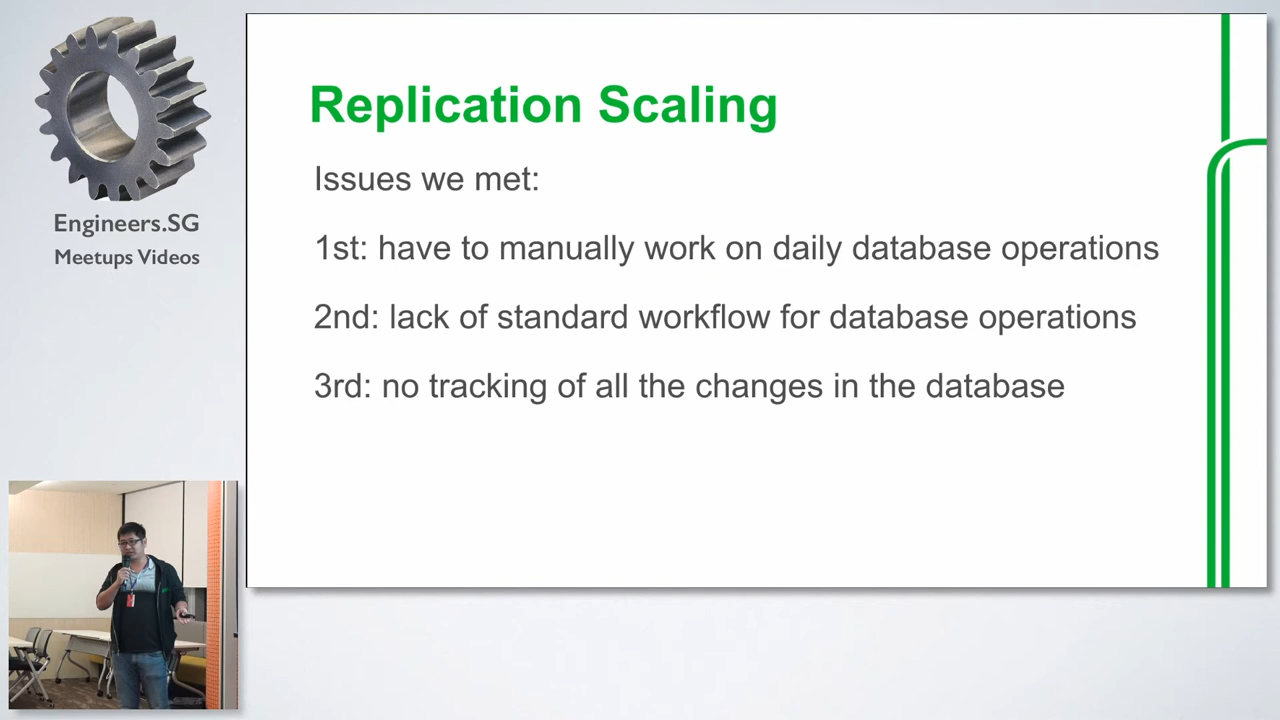 Engineers.SG
Meetups Videos
Replication Scaling
Issues we met:
1st: have to manually work on daily database operations
2nd: lack of standard workflow for database operations
3rd: no tracking of all the changes in the database